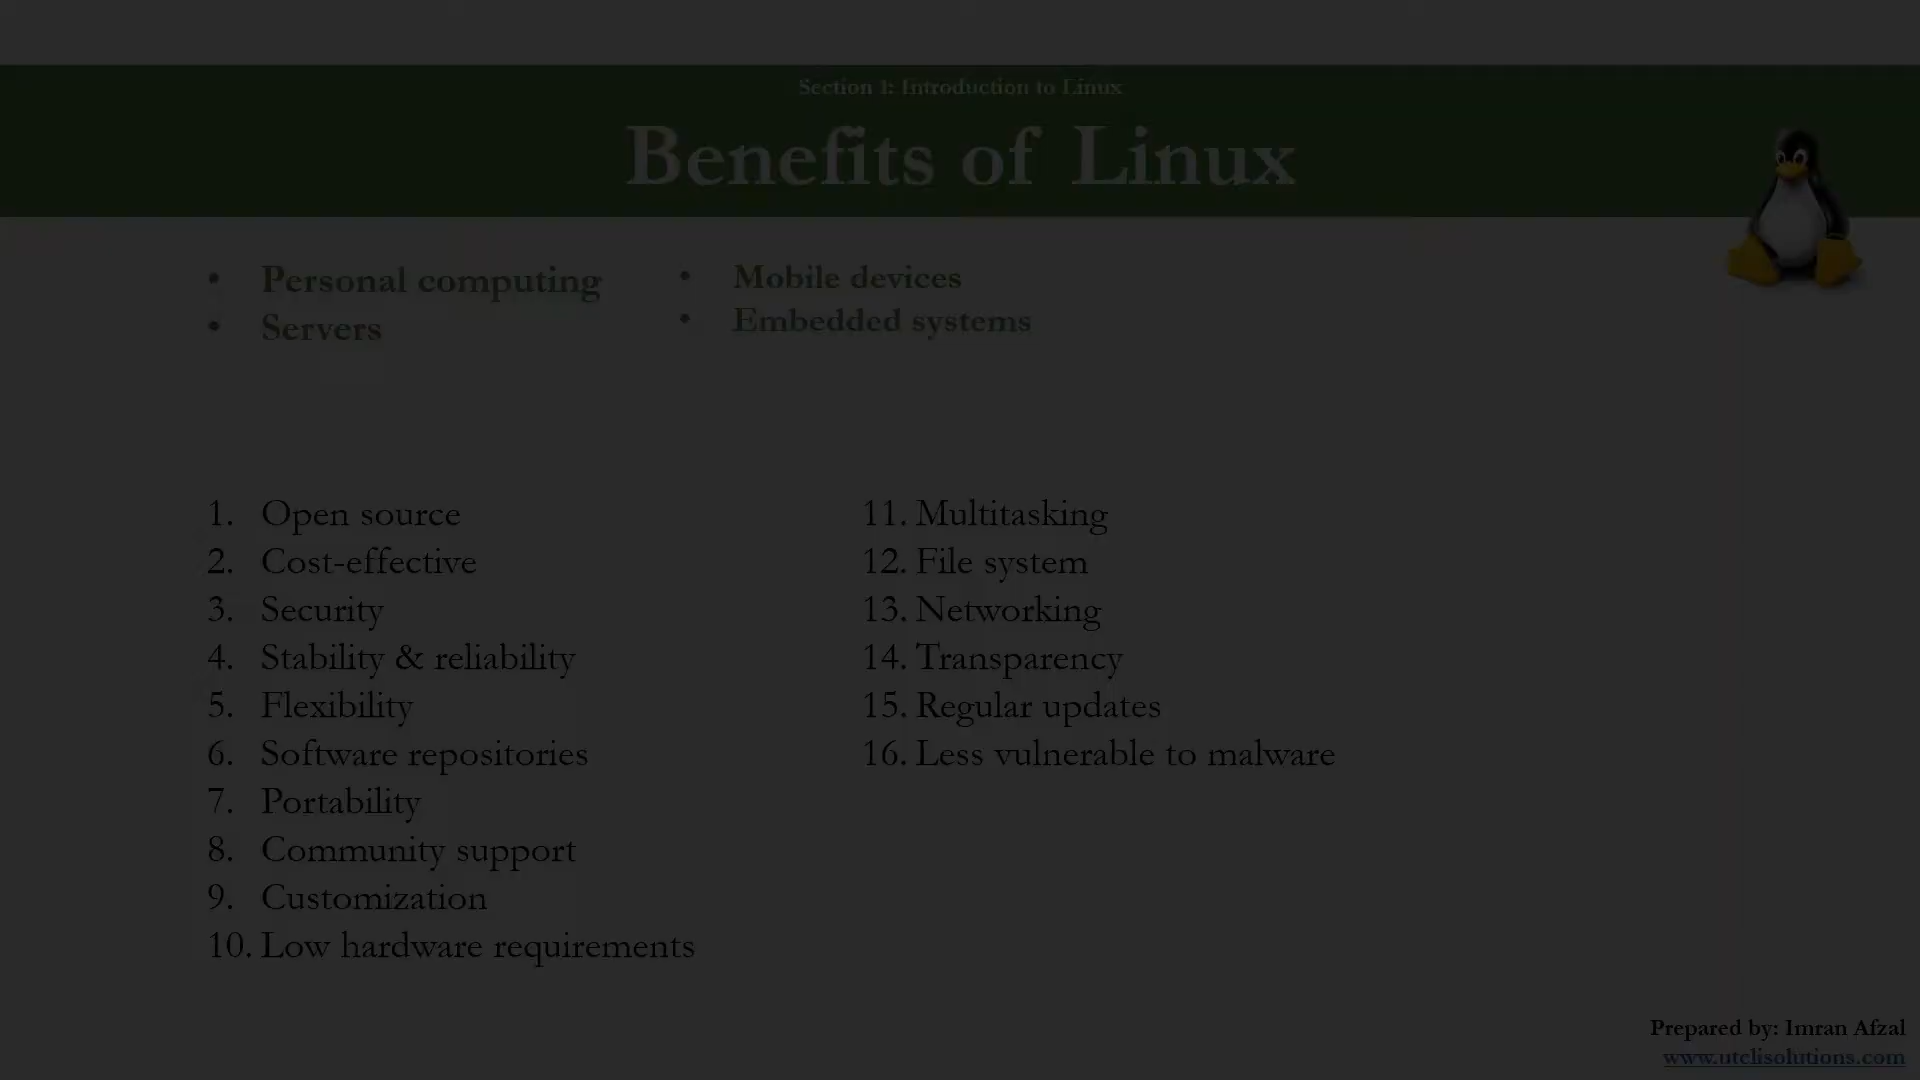 Section 1: Introduction to Linux
Benefits of Linux
• Personal computing
• Servers
• Mobile devices
• Embedded systems
1. Open source
2. Cost-effective
3. Security
4. Stability & reliability
5. Flexibility
6. Software repositories
7. Portability
8. Community support
9. Customization
10. Low hardware requirements
11. Multitasking
12. File system
13. Networking
14. Transparency
15. Regular updates
16. Less vulnerable to malware
Prepared by: Imran Afzal
www.utclisolutions.com